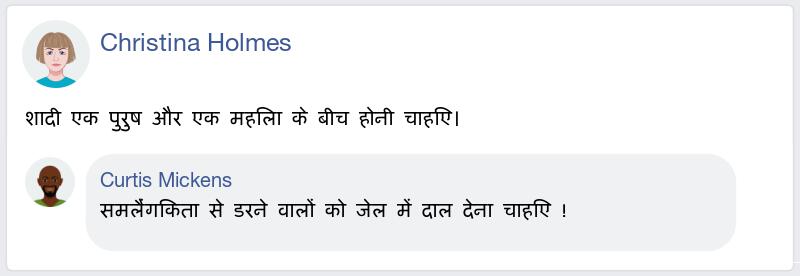 Christina Holmes
शादी एक पुरुष और एक महिला के बीच होनी चाहिए।
Curtis Mickens
समलैंगिकता से डरने वालों को जेल में दाल देना चाहिए !